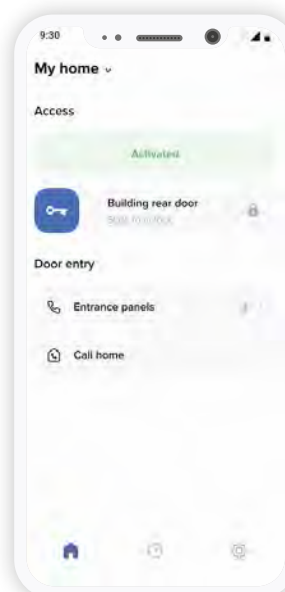 9:30
My home
Access
Activated
Building rear door
Door entry
Entrance panels
Call home